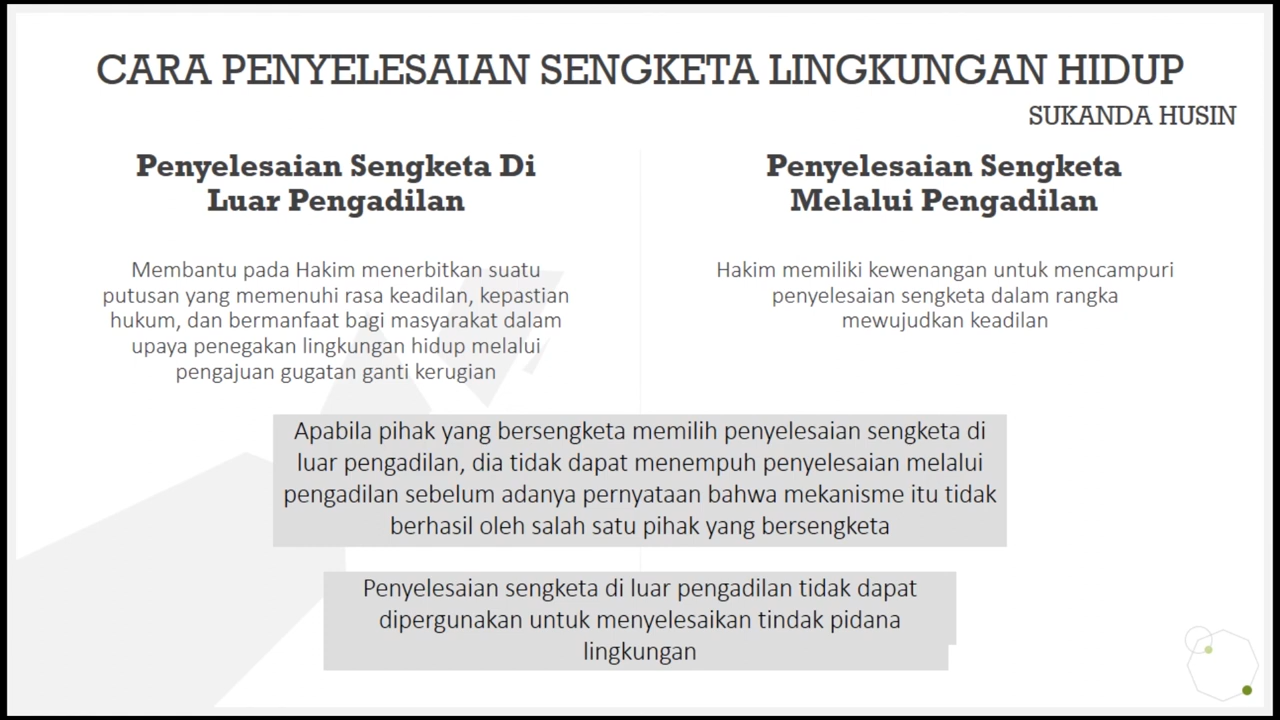 CARA PENYELESAIAN SENGKETA LINGKUNGAN HIDUP
SUKANDA HUSIN
Penyelesaian Sengketa Di
Luar Pengadilan
Membantu pada Hakim menerbitkan suatu
putusan yang memenuhi rasa keadilan, kepastian
hukum, dan bermanfaat bagi masyarakat dalam
upaya penegakan lingkungan hidup melalui
pengajuan gugatan ganti kerugian
Penyelesaian Sengketa
Melalui Pengadilan
Hakim memiliki kewenangan untuk mencampuri
penyelesaian sengketa dalam rangka
mewujudkan keadilan
Apabila pihak yang bersengketa memilih penyelesaian sengketa di
luar pengadilan, dia tidak dapat menempuh penyelesaian melalui
pengadilan sebelum adanya pernyataan bahwa mekanisme itu tidak
berhasil oleh salah satu pihak yang bersengketa
Penyelesaian sengketa di luar pengadilan tidak dapat
dipergunakan untuk menyelesaikan tindak pidana
lingkungan